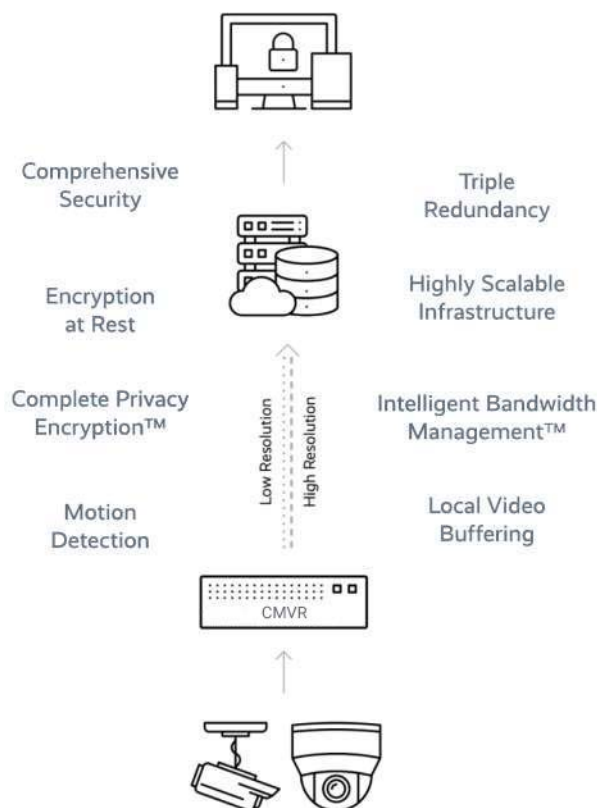 Comprehensive
Security
Triple
Redundancy
Encryption
at Rest
Highly Scalable
Infrastructure
Complete Privacy
Encryption™
Low Resolution
High Resolution
Intelligent Bandwidth
Management™
Motion
Detection
Local Video
Buffering
CMVR